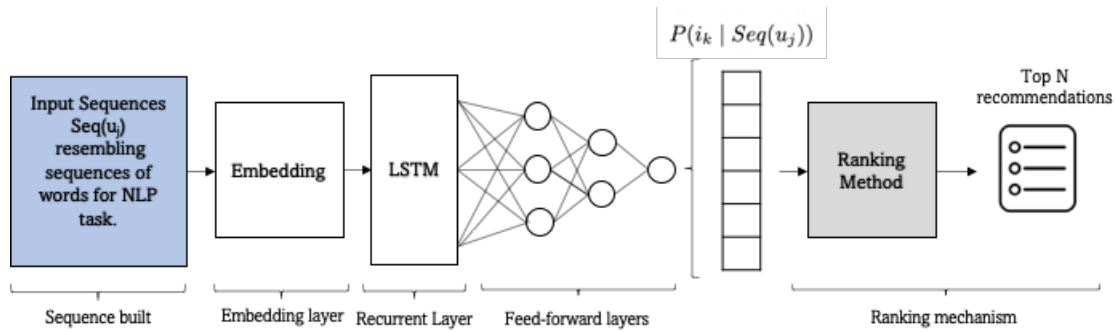 P(i_k | Seq(u_j))
Input Sequences
Seq(u_j)
resembling
sequences of
words for NLP
task.
Embedding
LSTM
Ranking
Method
Top N
recommendations
Sequence built
Embedding layer
Recurrent Layer
Feed-forward layers
Ranking mechanism